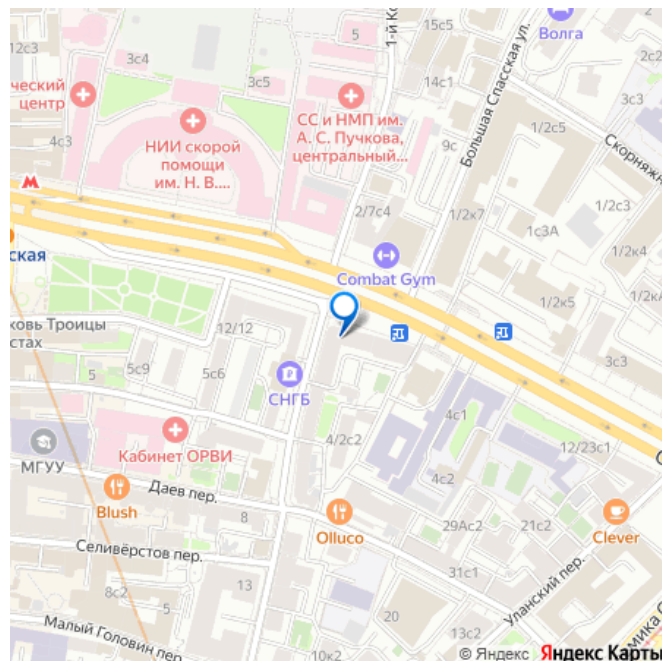 Волга
15с5
5
2с2
12с3
3с4
1-й Ко
Большая Спасская ул.
3с5
14с1
3с3
ческий
центр
СС и НМП им.
А. С. Пучкова,
центральный...
1/2с5
4с3
НИИ скорой
помощи
им. Н. В....
9с
Скорняжн
2/7с4
1/2к7
1/2с3
1с3А
1/2к4
ская
Combat Gym
1/2к5
1/2к
ковь Троицы
стах
12/12
3с3
5
5с9
5с6
СНГБ
4с1
МГУУ
Кабинет ОРВИ
4/2с2
12/23с1
4с2
Даев пер.
Blush
8
Olluco
29Ас2
21с2
Clever
Селивёрстов пер.
31с1
Уланский пер.
13
8с2
20
Малый Головин пер.
10к2
13с2
мика С
© Яндекс Яндекс Карты